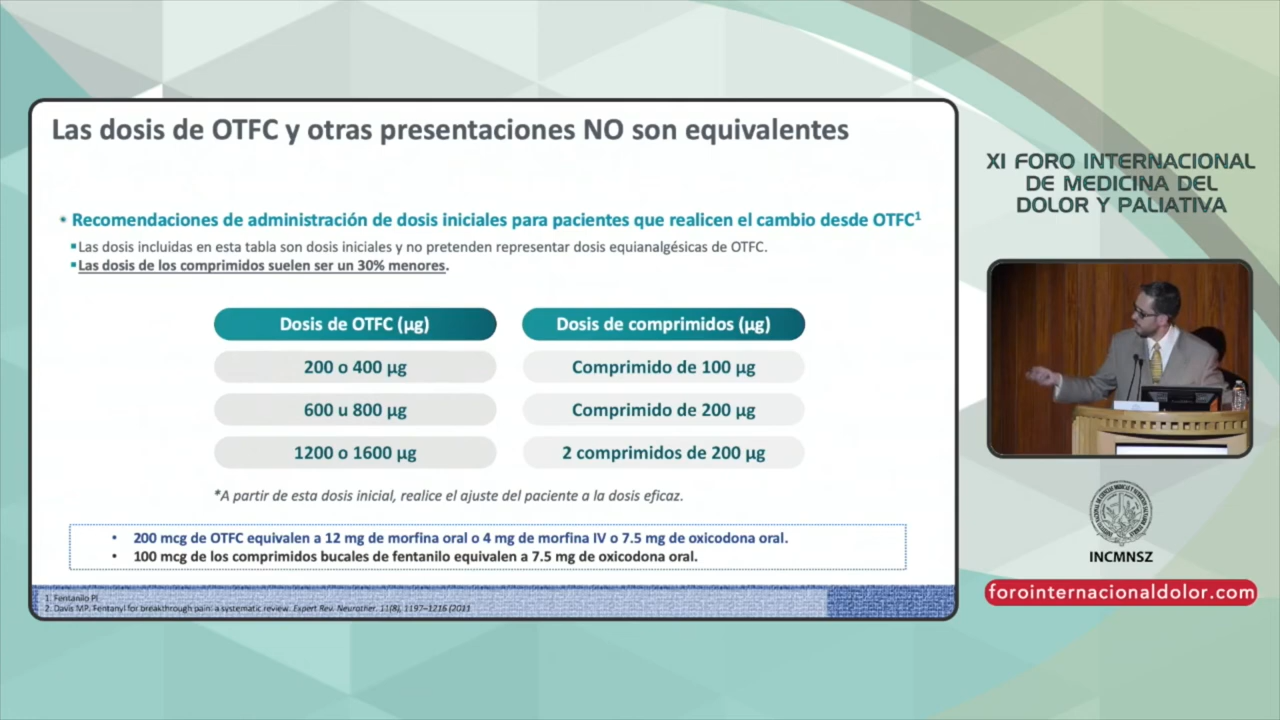 Las dosis de OTFC y otras presentaciones NO son equivalentes
• Recomendaciones de administración de dosis iniciales para pacientes que realicen el cambio desde OTFC¹
▪Las dosis incluidas en esta tabla son dosis iniciales y no pretenden representar dosis equianalgésicas de OTFC.
▪Las dosis de los comprimidos suelen ser un 30% menores.
Dosis de OTFC (µg) Dosis de comprimidos (µg)
200 o 400 µg Comprimido de 100 µg
600 u 800 µg Comprimido de 200 µg
1200 o 1600 µg 2 comprimidos de 200 µg
*A partir de esta dosis inicial, realice el ajuste del paciente a la dosis eficaz.
• 200 mcg de OTFC equivalen a 12 mg de morfina oral o 4 mg de morfina IV o 7.5 mg de oxicodona oral.
• 100 mcg de los comprimidos bucales de fentanilo equivalen a 7.5 mg de oxicodona oral.
1. Fentanilo PI
2. Davis MP. Fentanyl for breakthrough pain: a systematic review. Expert Rev. Neurother. 11(8), 1197–1216 (2011
XI FORO INTERNACIONAL
DE MEDICINA DEL
DOLOR Y PALIATIVA
INCMNSZ
forointernacionaldolor.com